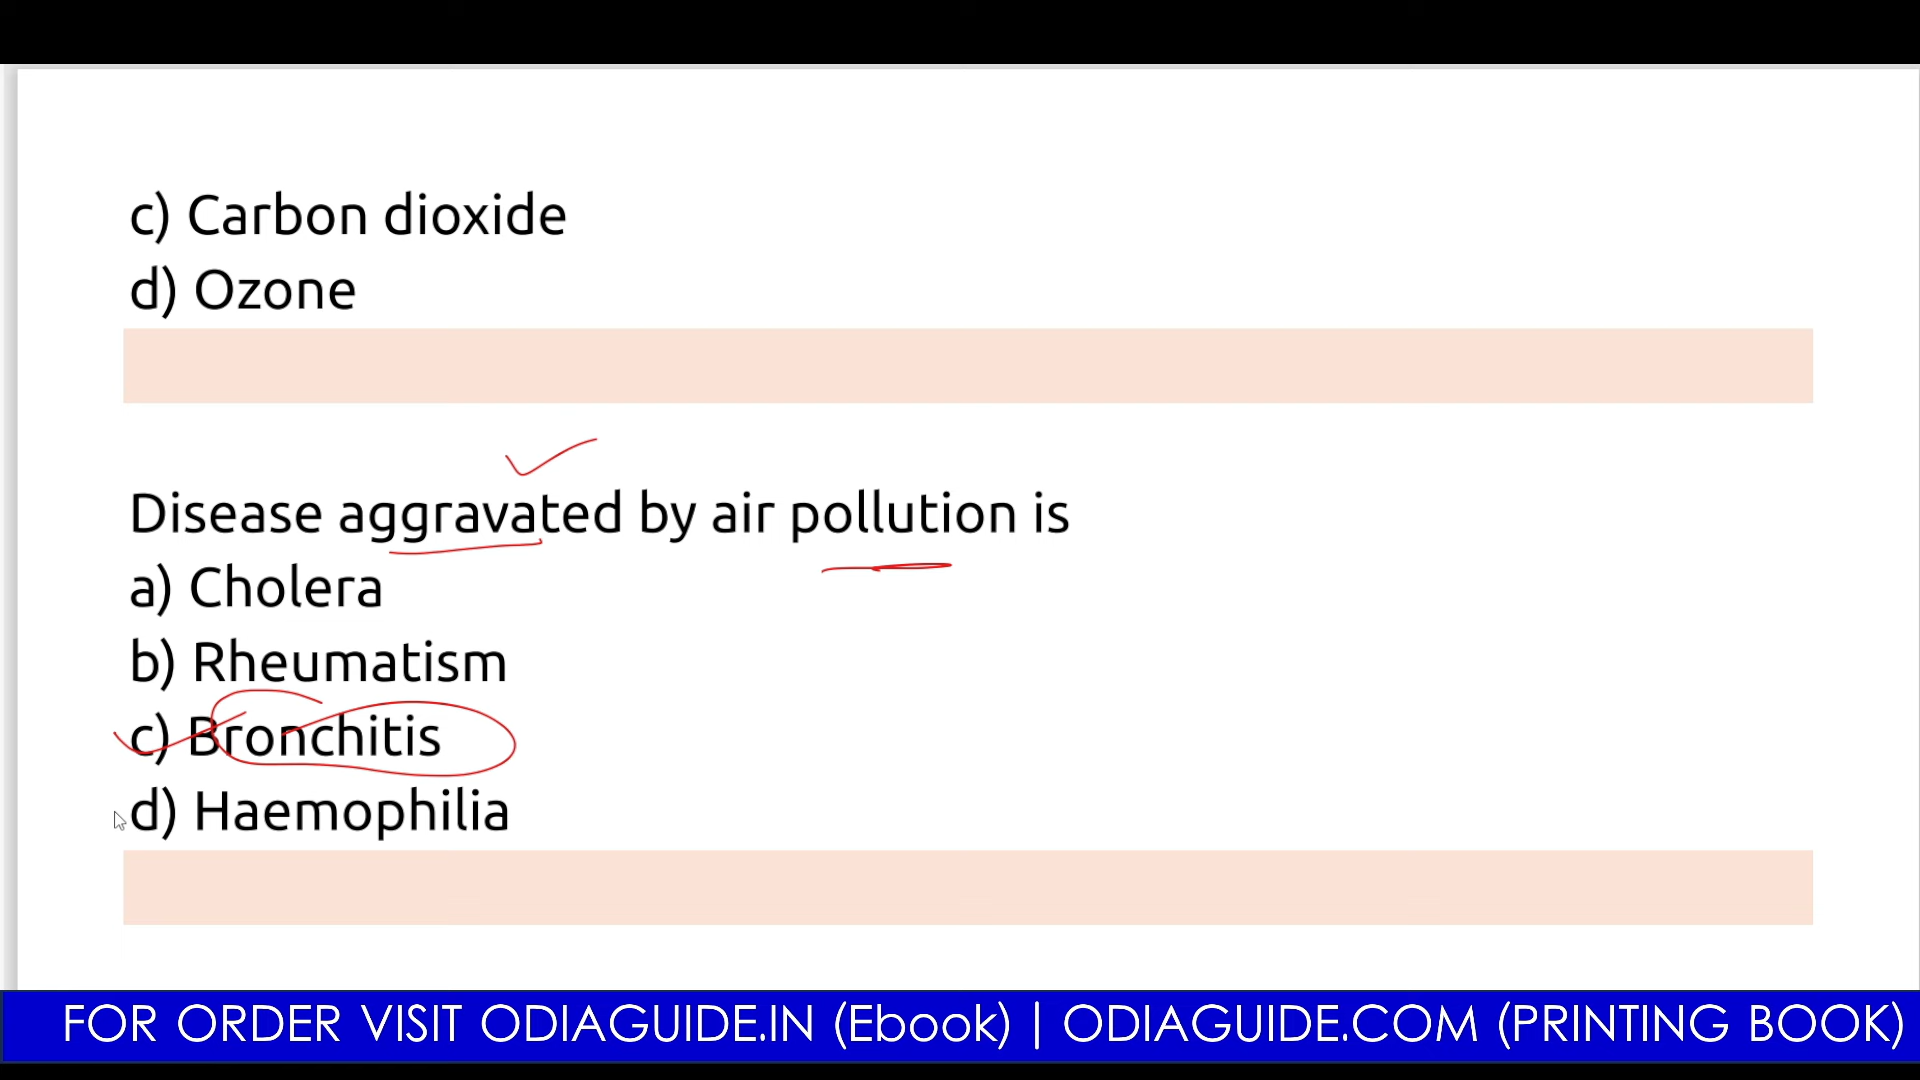 c) Carbon dioxide
d) Ozone
Disease aggravated by air pollution is
a) Cholera
b) Rheumatism
c) Bronchitis
d) Haemophilia
FOR ORDER VISIT ODIAGUIDE.IN (Ebook) | ODIAGUIDE.COM (PRINTING BOOK)